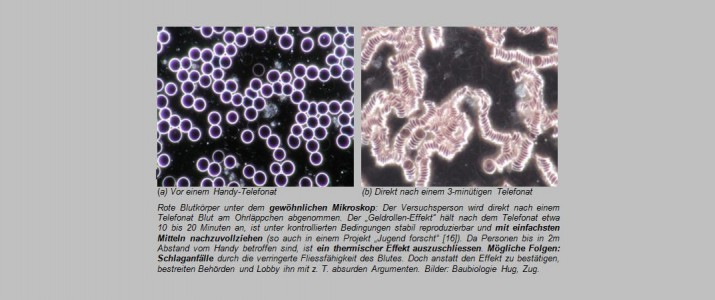 (a) Vor einem Handy-Telefonat
(b) Direkt nach einem 3-minütigen Telefonat
Rote Blutkörper unter dem gewöhnlichen Mikroskop: Der Versuchsperson wird direkt nach einem
Telefonat Blut am Ohrläppchen abgenommen. Der „Geldrollen-Effekt" hält nach dem Telefonat etwa
10 bis 20 Minuten an, ist unter kontrollierten Bedingungen stabil reproduzierbar und mit einfachsten
Mitteln nachzuvollziehen (so auch in einem Projekt „Jugend forscht" [16]). Da Personen bis in 2m
Abstand vom Handy betroffen sind, ist ein thermischer Effekt auszuschliessen. Mögliche Folgen:
Schlaganfälle durch die verringerte Fliessfähigkeit des Blutes. Doch anstatt den Effekt zu bestätigen,
bestreiten Behörden und Lobby ihn mit z. T. absurden Argumenten. Bilder: Baubiologie Hug, Zug.